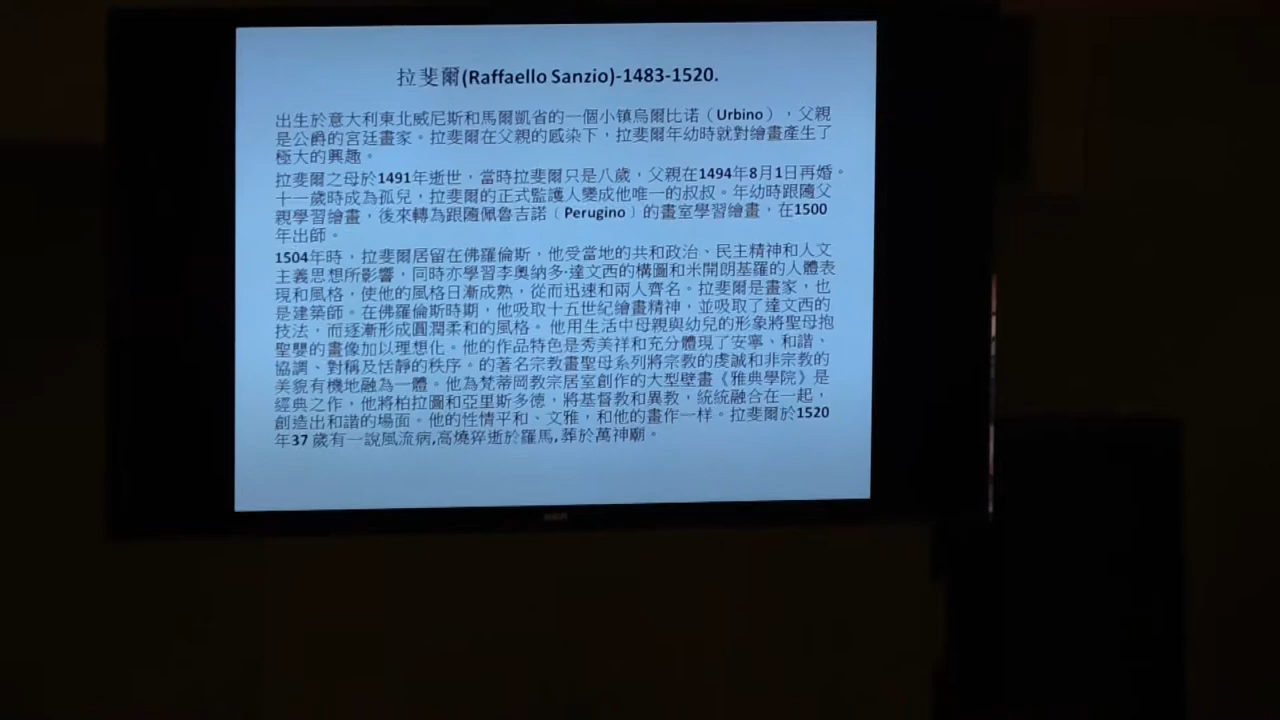 拉斐爾(Raffaello Sanzio)-1483-1520.
出生於意大利東北威尼斯和馬爾凱省的一個小镇烏爾比诺（Urbino），父親
是公爵的宮廷畫家。拉斐爾在父親的感染下，拉斐爾年幼時就對繪畫產生了
極大的興趣。
拉斐爾之母於1491年逝世，當時拉斐爾只是八歲，父親在1494年8月1日再婚。
十一歲時成為孤兒，拉斐爾的正式監護人變成他唯一的叔叔。年幼時跟隨父
親學習繪畫，後來轉為跟隨佩魯吉諾（Perugino）的畫室學習繪畫，在1500
年出師。
1504年時，拉斐爾居留在佛羅倫斯，他受當地的共和政治、民主精神和人文
主義思想所影響，同時亦學習李奧納多·達文西的構圖和米開朗基羅的人體表
現和風格，使他的風格日漸成熟，從而迅速和兩人齊名。拉斐爾是畫家，也
是建築師。在佛羅倫斯時期，他吸取十五世紀繪畫精神，並吸取了達文西的
技法，而逐漸形成圓潤柔和的風格。他用生活中母親與幼兒的形象將聖母抱
聖嬰的畫像加以理想化。他的作品特色是秀美祥和充分體現了安寧、和諧、
協調、對稱及恬靜的秩序。的著名宗教畫聖母系列將宗教的虔誠和非宗教的
美貌有機地融為一體。他為梵蒂岡教宗居室創作的大型壁畫《雅典學院》是
經典之作，他將柏拉圖和亞里斯多德，將基督教和異教，統統融合在一起，
創造出和諧的場面。他的性情平和、文雅，和他的畫作一樣。拉斐爾於1520
年37 歲有一說風流病,高燒猝逝於羅馬,葬於萬神廟。